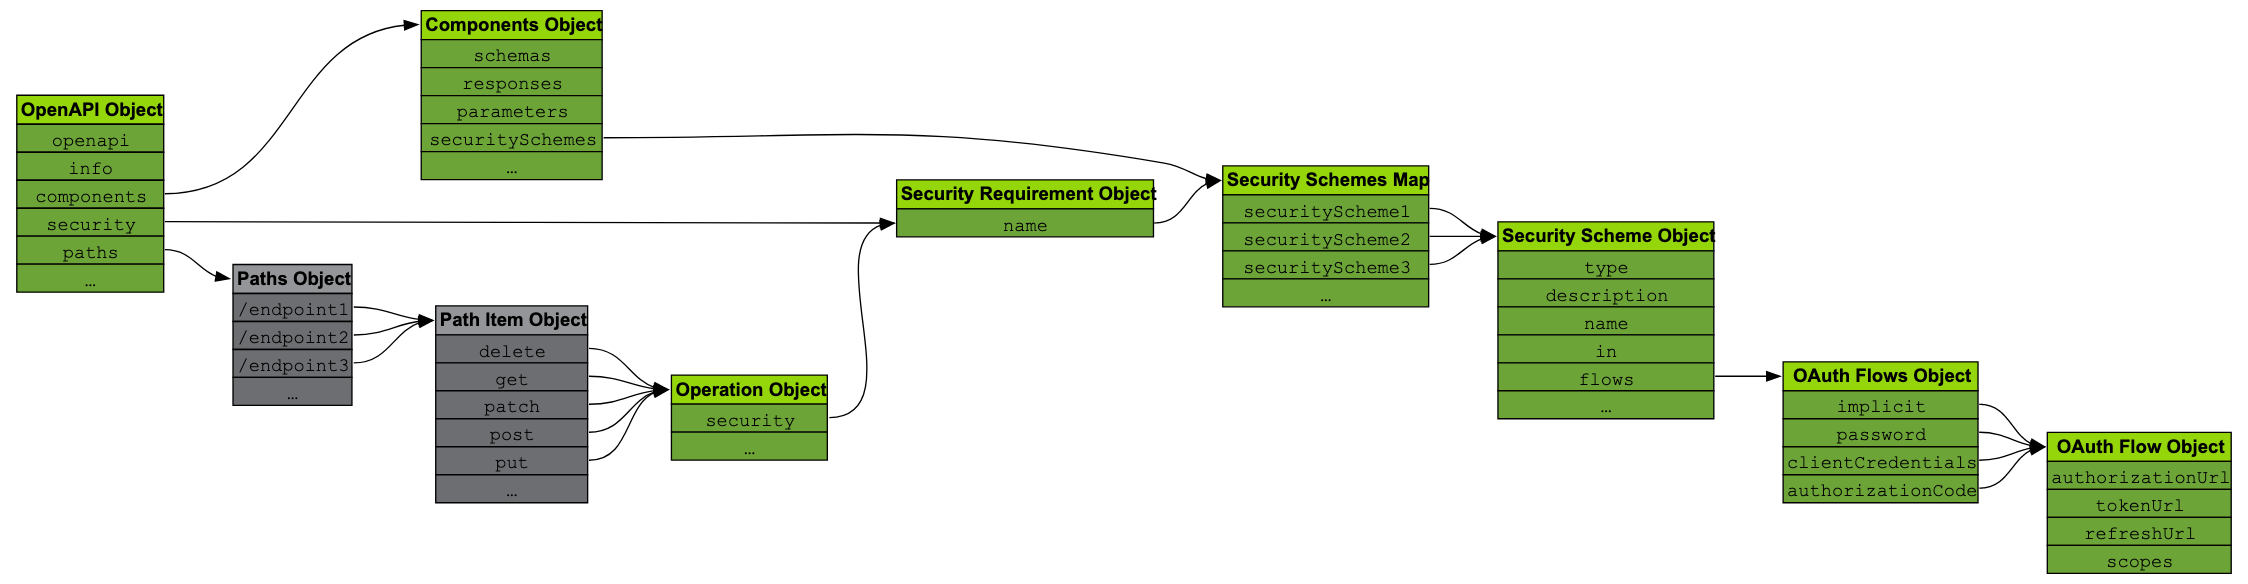 OpenAPI Object
openapi
info
components
security
paths
…
Components Object
schemas
responses
parameters
securitySchemes
…
Paths Object
/endpoint1
/endpoint2
/endpoint3
…
Path Item Object
delete
get
patch
post
put
…
Operation Object
security
…
Security Requirement Object
name
Security Schemes Map
securityScheme1
securityScheme2
securityScheme3
…
Security Scheme Object
type
description
name
in
flows
…
OAuth Flows Object
implicit
password
clientCredentials
authorizationCode
OAuth Flow Object
authorizationUrl
tokenUrl
refreshUrl
scopes